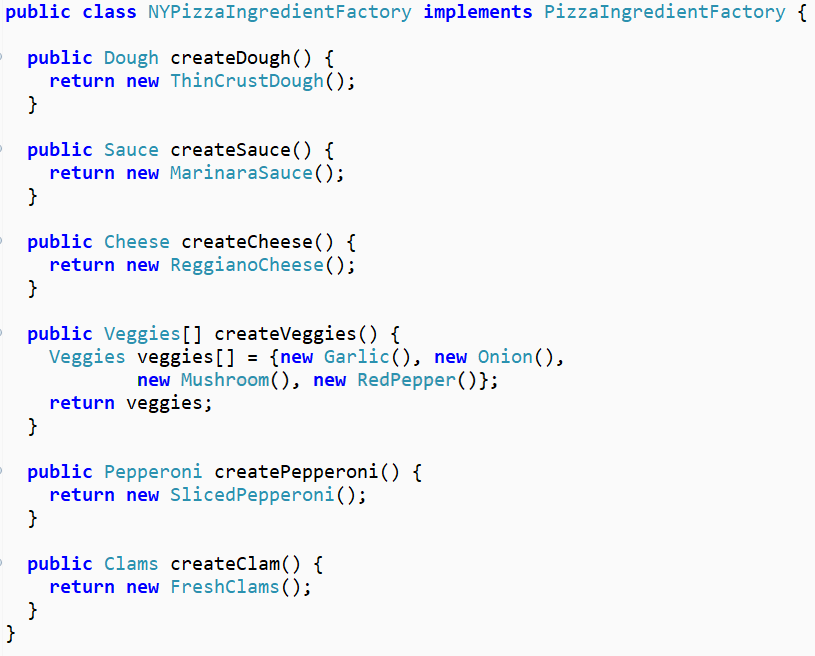 public class NYPizzaIngredientFactory implements PizzaIngredientFactory {

  public Dough createDough() {
    return new ThinCrustDough();
  }

  public Sauce createSauce() {
    return new MarinaraSauce();
  }

  public Cheese createCheese() {
    return new ReggianoCheese();
  }

  public Veggies[] createVeggies() {
    Veggies veggies[] = {new Garlic(), new Onion(),
            new Mushroom(), new RedPepper()};
    return veggies;
  }

  public Pepperoni createPepperoni() {
    return new SlicedPepperoni();
  }

  public Clams createClam() {
    return new FreshClams();
  }
}